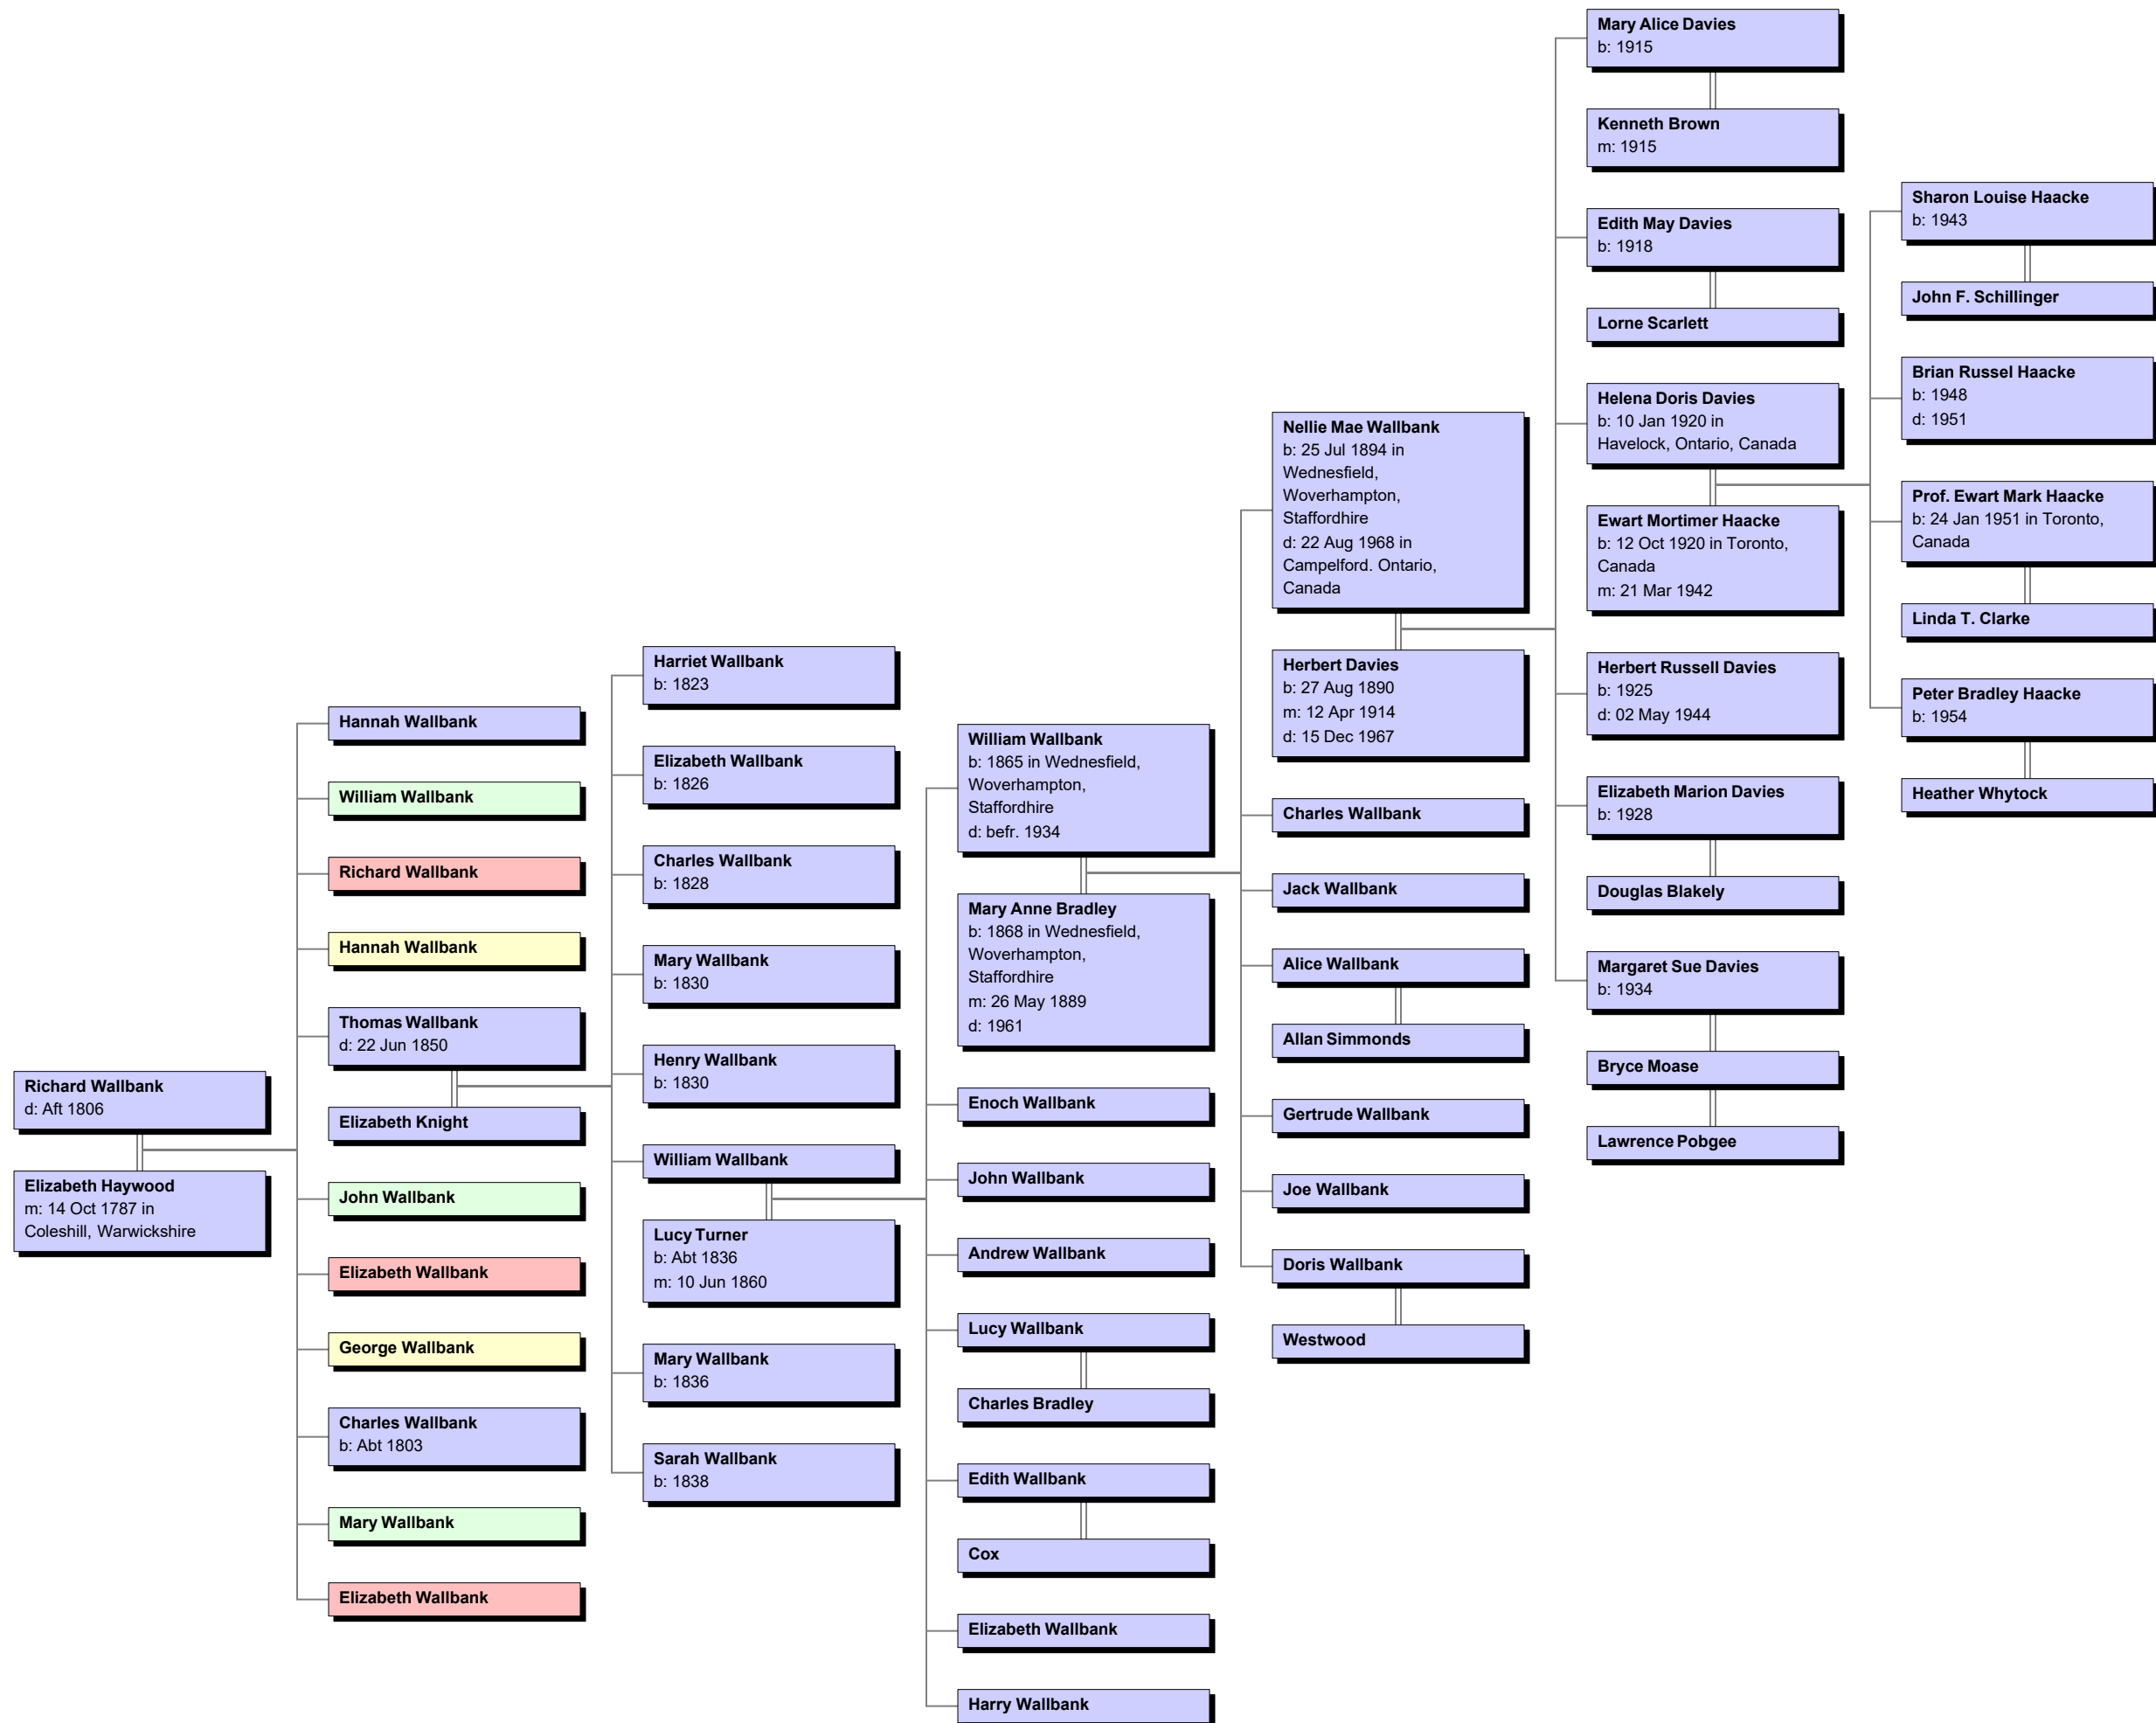 Richard Wallbank
d: Aft 1806
Elizabeth Haywood
m: 14 Oct 1787 in
Coleshill, Warwickshire
Hannah Wallbank
William Wallbank
Richard Wallbank
Hannah Wallbank
Thomas Wallbank
d: 22 Jun 1850
Elizabeth Knight
John Wallbank
Elizabeth Wallbank
George Wallbank
Charles Wallbank
b: Abt 1803
Mary Wallbank
Elizabeth Wallbank
Harriet Wallbank
b: 1823
Elizabeth Wallbank
b: 1826
Charles Wallbank
b: 1828
Mary Wallbank
b: 1830
Henry Wallbank
b: 1830
William Wallbank
Lucy Turner
b: Abt 1836
m: 10 Jun 1860
Mary Wallbank
b: 1836
Sarah Wallbank
b: 1838
William Wallbank
b: 1865 in Wednesfield,
Woverhampton,
Staffordhire
d: befr. 1934
Mary Anne Bradley
b: 1868 in Wednesfield,
Woverhampton,
Staffordhire
m: 26 May 1889
d: 1961
Enoch Wallbank
John Wallbank
Andrew Wallbank
Lucy Wallbank
Charles Bradley
Edith Wallbank
Cox
Elizabeth Wallbank
Harry Wallbank
Nellie Mae Wallbank
b: 25 Jul 1894 in
Wednesfield,
Woverhampton,
Staffordhire
d: 22 Aug 1968 in
Campelford. Ontario,
Canada
Herbert Davies
b: 27 Aug 1890
m: 12 Apr 1914
d: 15 Dec 1967
Charles Wallbank
Jack Wallbank
Alice Wallbank
Allan Simmonds
Gertrude Wallbank
Joe Wallbank
Doris Wallbank
Westwood
Mary Alice Davies
b: 1915
Kenneth Brown
m: 1915
Edith May Davies
b: 1918
Lorne Scarlett
Helena Doris Davies
b: 10 Jan 1920 in
Havelock, Ontario, Canada
Ewart Mortimer Haacke
b: 12 Oct 1920 in Toronto,
Canada
m: 21 Mar 1942
Herbert Russell Davies
b: 1925
d: 02 May 1944
Elizabeth Marion Davies
b: 1928
Douglas Blakely
Margaret Sue Davies
b: 1934
Bryce Moase
Lawrence Pobgee
Sharon Louise Haacke
b: 1943
John F. Schillinger
Brian Russel Haacke
b: 1948
d: 1951
Prof. Ewart Mark Haacke
b: 24 Jan 1951 in Toronto,
Canada
Linda T. Clarke
Peter Bradley Haacke
b: 1954
Heather Whytock